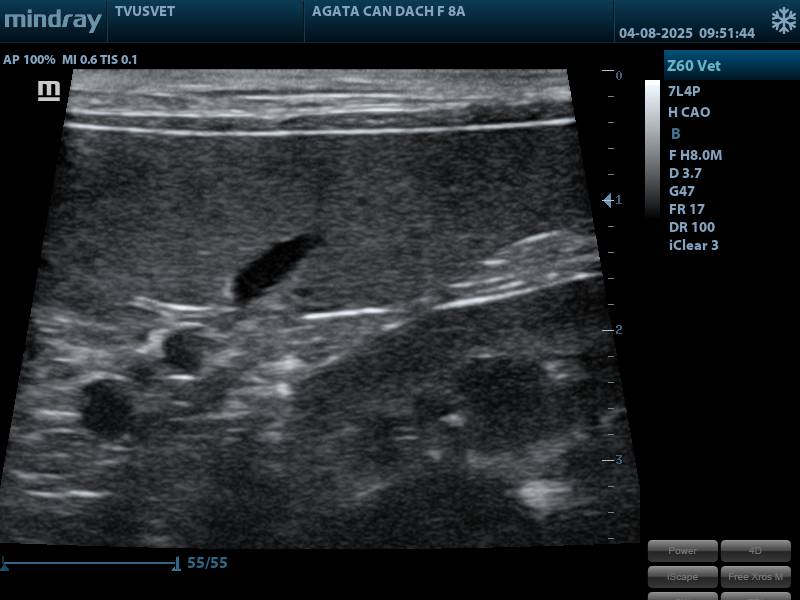 mindray
TVUSVET
AGATA CAN DACH F 8A
04-08-2025 09:51:44
AP 100% MI 0.6 TIS 0.1
m
Z60 Vet
7L4P
H CAO
B
F H8.0M
D 3.7
G47
FR 17
DR 100
iClear 3
0
1
2
3
55/55
Power
4D
iScape
Free Xros M